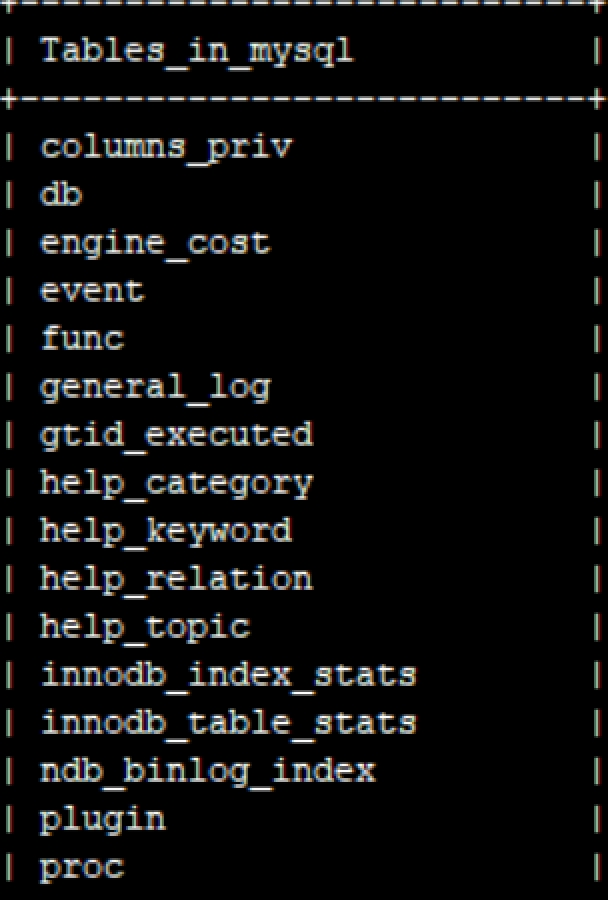 +---------------------------+
| Tables_in_mysql           |
+---------------------------+
| columns_priv              |
| db                        |
| engine_cost               |
| event                     |
| func                      |
| general_log               |
| gtid_executed             |
| help_category             |
| help_keyword              |
| help_relation             |
| help_topic                |
| innodb_index_stats        |
| innodb_table_stats        |
| ndb_binlog_index          |
| plugin                    |
| proc                      |